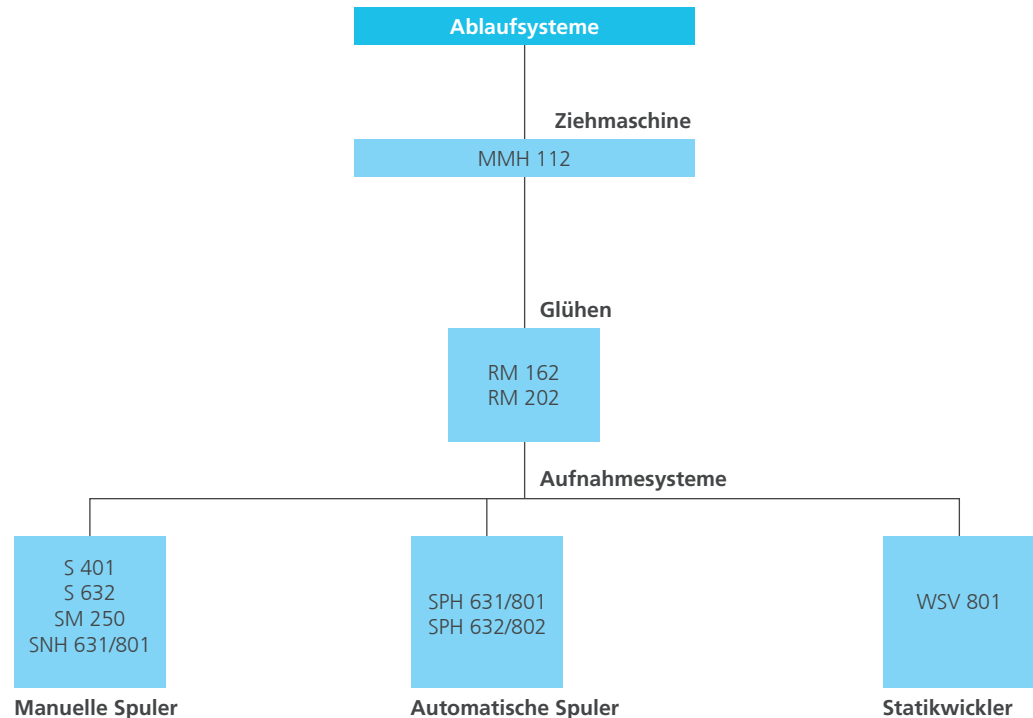 Ablaufsysteme
Ziehmaschine
MMH 112
Glühen
RM 162
RM 202
Aufnahmesysteme
S 401
S 632
SM 250
SNH 631/801
Manuelle Spuler
SPH 631/801
SPH 632/802
Automatische Spuler
WSV 801
Statikwickler